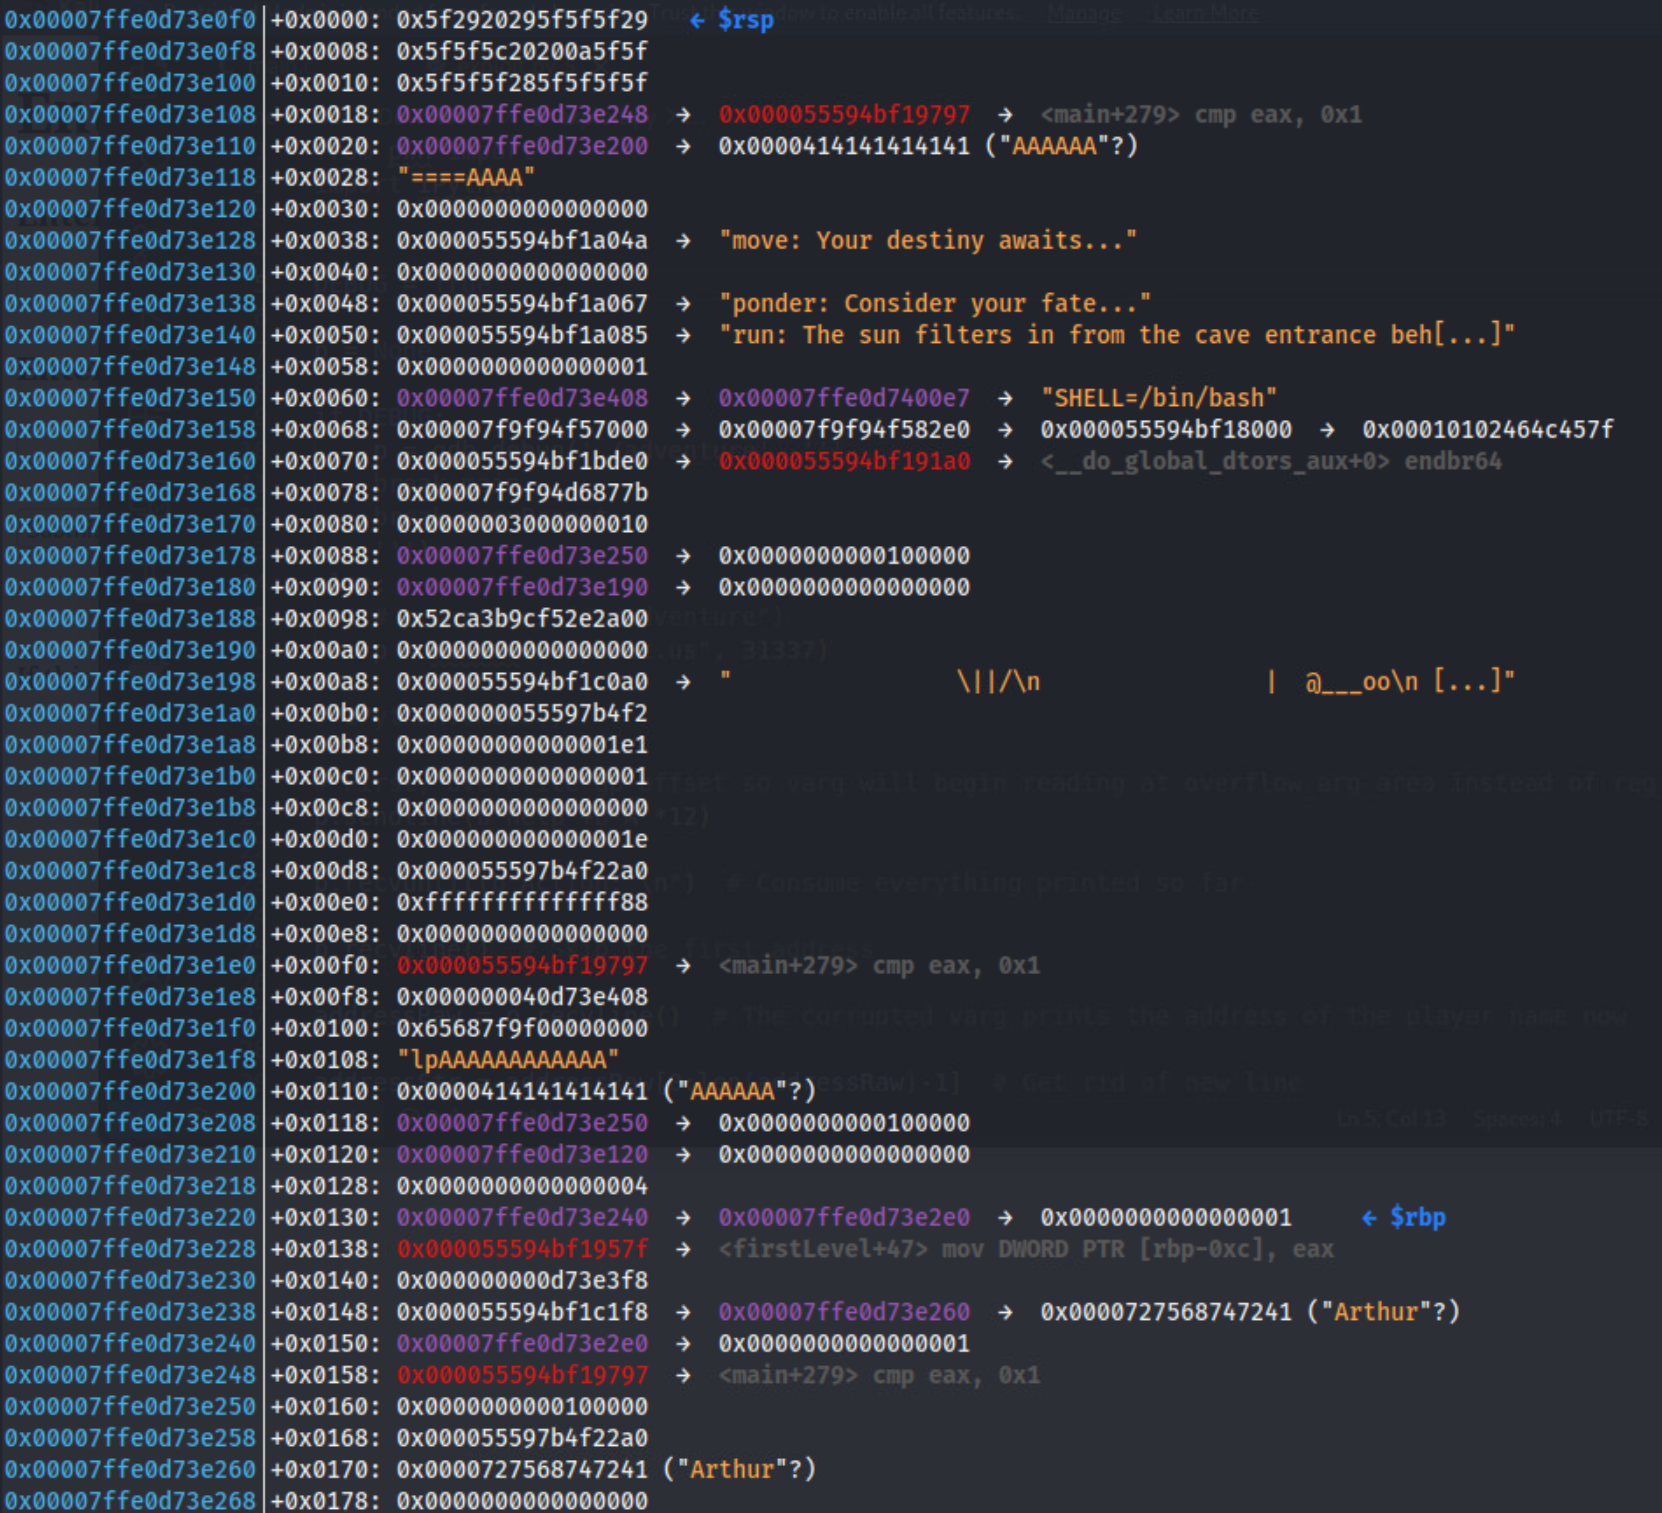 0x00007ffe0d73e0f0 +0x0000: 0x5f2920295f5f5f29 ← $rsp
0x00007ffe0d73e0f8 +0x0008: 0x5f5f5c20200a5f5f
0x00007ffe0d73e100 +0x0010: 0x5f5f5f285f5f5f5f
0x00007ffe0d73e108 +0x0018: 0x00007ffe0d73e248 → 0x000055594bf19797 → <main+279> cmp eax, 0x1
0x00007ffe0d73e110 +0x0020: 0x00007ffe0d73e200 → 0x0000414141414141 ("AAAAAA"?)
0x00007ffe0d73e118 +0x0028: "====AAAA"
0x00007ffe0d73e120 +0x0030: 0x0000000000000000
0x00007ffe0d73e128 +0x0038: 0x000055594bf1a04a → "move: Your destiny awaits..."
0x00007ffe0d73e130 +0x0040: 0x0000000000000000
0x00007ffe0d73e138 +0x0048: 0x000055594bf1a067 → "ponder: Consider your fate..."
0x00007ffe0d73e140 +0x0050: 0x000055594bf1a085 → "run: The sun filters in from the cave entrance beh[...]"
0x00007ffe0d73e148 +0x0058: 0x0000000000000001
0x00007ffe0d73e150 +0x0060: 0x00007ffe0d73e408 → 0x00007ffe0d7400e7 → "SHELL=/bin/bash"
0x00007ffe0d73e158 +0x0068: 0x00007f9f94f57000 → 0x00007f9f94f582e0 → 0x000055594bf18000 → 0x00010102464c457f
0x00007ffe0d73e160 +0x0070: 0x000055594bf1bde0 → 0x000055594bf191a0 → <__do_global_dtors_aux+0> endbr64
0x00007ffe0d73e168 +0x0078: 0x00007f9f94d6877b
0x00007ffe0d73e170 +0x0080: 0x0000003000000010
0x00007ffe0d73e178 +0x0088: 0x00007ffe0d73e250 → 0x0000000000100000
0x00007ffe0d73e180 +0x0090: 0x00007ffe0d73e190 → 0x0000000000000000
0x00007ffe0d73e188 +0x0098: 0x52ca3b9cf52e2a00
0x00007ffe0d73e190 +0x00a0: 0x0000000000000000
0x00007ffe0d73e198 +0x00a8: 0x000055594bf1c0a0 → "                \||/\n                |  @___oo\n [...]"
0x00007ffe0d73e1a0 +0x00b0: 0x000000055597b4f2
0x00007ffe0d73e1a8 +0x00b8: 0x00000000000001e1
0x00007ffe0d73e1b0 +0x00c0: 0x0000000000000001
0x00007ffe0d73e1b8 +0x00c8: 0x0000000000000000
0x00007ffe0d73e1c0 +0x00d0: 0x000000000000001e
0x00007ffe0d73e1c8 +0x00d8: 0x000055597b4f22a0
0x00007ffe0d73e1d0 +0x00e0: 0xffffffffffffff88
0x00007ffe0d73e1d8 +0x00e8: 0x0000000000000000
0x00007ffe0d73e1e0 +0x00f0: 0x000055594bf19797 → <main+279> cmp eax, 0x1
0x00007ffe0d73e1e8 +0x00f8: 0x000000040d73e408
0x00007ffe0d73e1f0 +0x0100: 0x65687f9f00000000
0x00007ffe0d73e1f8 +0x0108: "lpAAAAAAAAAAAA"
0x00007ffe0d73e200 +0x0110: 0x0000414141414141 ("AAAAAA"?)
0x00007ffe0d73e208 +0x0118: 0x00007ffe0d73e250 → 0x0000000000100000
0x00007ffe0d73e210 +0x0120: 0x00007ffe0d73e120 → 0x0000000000000000
0x00007ffe0d73e218 +0x0128: 0x0000000000000004
0x00007ffe0d73e220 +0x0130: 0x00007ffe0d73e240 → 0x00007ffe0d73e2e0 → 0x0000000000000001 ← $rbp
0x00007ffe0d73e228 +0x0138: 0x000055594bf1957f → <firstLevel+47> mov DWORD PTR [rbp-0xc], eax
0x00007ffe0d73e230 +0x0140: 0x000000000d73e3f8
0x00007ffe0d73e238 +0x0148: 0x000055594bf1c1f8 → 0x00007ffe0d73e260 → 0x0000727568747241 ("Arthur"?)
0x00007ffe0d73e240 +0x0150: 0x00007ffe0d73e2e0 → 0x0000000000000001
0x00007ffe0d73e248 +0x0158: 0x000055594bf19797 → <main+279> cmp eax, 0x1
0x00007ffe0d73e250 +0x0160: 0x0000000000100000
0x00007ffe0d73e258 +0x0168: 0x000055597b4f22a0
0x00007ffe0d73e260 +0x0170: 0x0000727568747241 ("Arthur"?)
0x00007ffe0d73e268 +0x0178: 0x0000000000000000